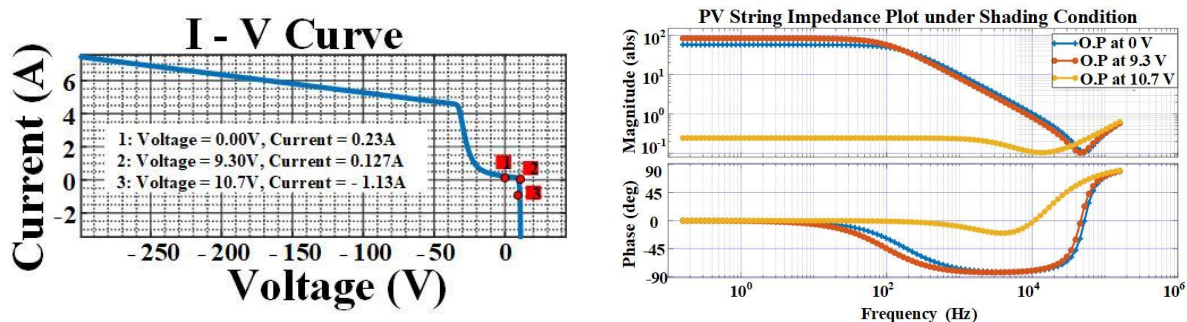 I - V Curve
Current (A)
6
4
2
0
-2
1: Voltage = 0.00V, Current = 0.23A
2: Voltage = 9.30V, Current = 0.127A
3: Voltage = 10.7V, Current = - 1.13A
1
2
3
-250
-200
-150
-100
-50
0
Voltage (V)
PV String Impedance Plot under Shading Condition
Magnitude (abs)
10²
10¹
10⁰
10⁻¹
O.P at 0 V
O.P at 9.3 V
O.P at 10.7 V
Phase (deg)
90
45
0
-45
-90
10⁰
10²
10⁴
10⁶
Frequency (Hz)